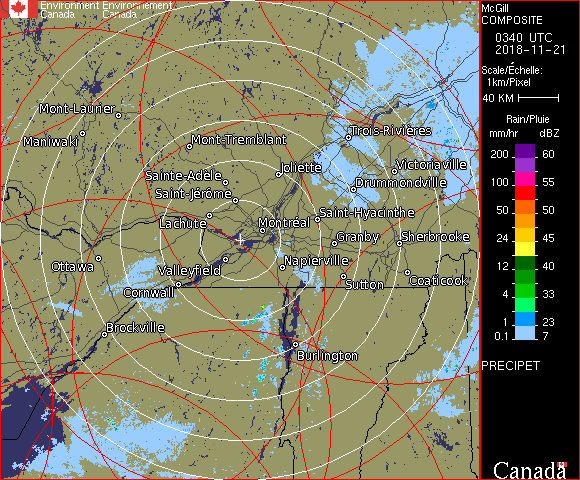 Environment Environnement
Canada Canada
McGill
COMPOSITE
0340 UTC
2018-11-21
Scale/Échelle:
1km/Pixel
40 KM
Rain/Pluie
mm/hr dBZ
200 60
100 55
50 50
24 45
12 40
4 33
1 23
0.1 7
PRECIPET
Canada
Mont-Laurier
Maniwaki
Mont-Tremblant
Trois-Rivières
Joliette
Victoriaville
Sainte-Adèle
Drummondville
Saint-Jérôme
Saint-Hyacinthe
Lachute
Montréal
Granby
Sherbrooke
Ottawa
Valleyfield
Napierville
Cornwall
Sutton
Coaticook
Brockville
Burlington